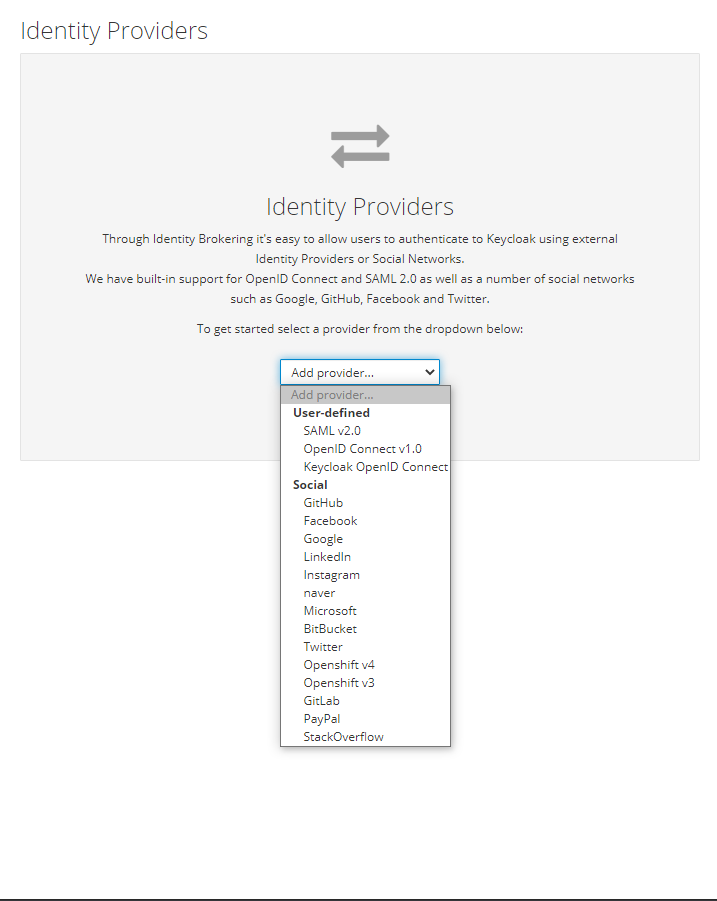 Identity Providers
Identity Providers
Through Identity Brokering it's easy to allow users to authenticate to Keycloak using external
Identity Providers or Social Networks.
We have built-in support for OpenID Connect and SAML 2.0 as well as a number of social networks
such as Google, GitHub, Facebook and Twitter.
To get started select a provider from the dropdown below:
Add provider...
Add provider...
User-defined
SAML v2.0
OpenID Connect v1.0
Keycloak OpenID Connect
Social
GitHub
Facebook
Google
LinkedIn
Instagram
naver
Microsoft
BitBucket
Twitter
Openshift v4
Openshift v3
GitLab
PayPal
StackOverflow